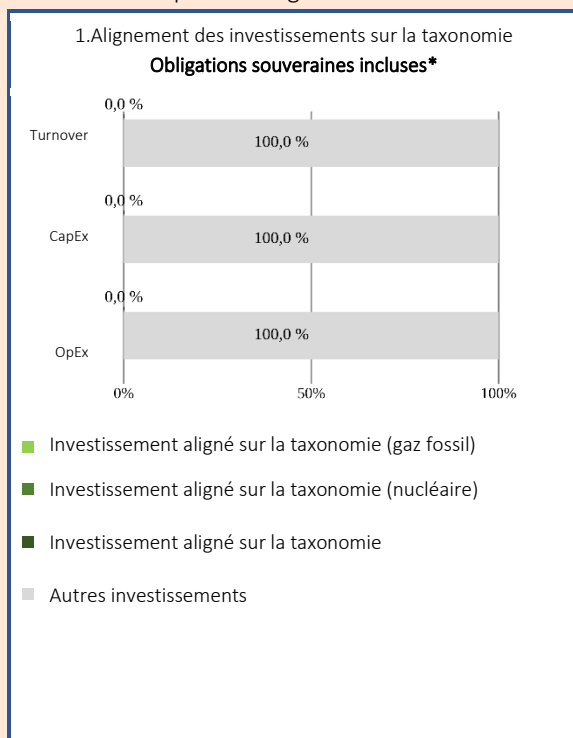 1.Alignement des investissements sur la taxonomie
Obligations souveraines incluses*
0,0 %
Turnover
100,0 %
0,0 %
CapEx
100,0 %
0,0 %
OpEx
100,0 %
0% 50% 100%
Investissement aligné sur la taxonomie (gaz fossil)
Investissement aligné sur la taxonomie (nucléaire)
Investissement aligné sur la taxonomie
Autres investissements